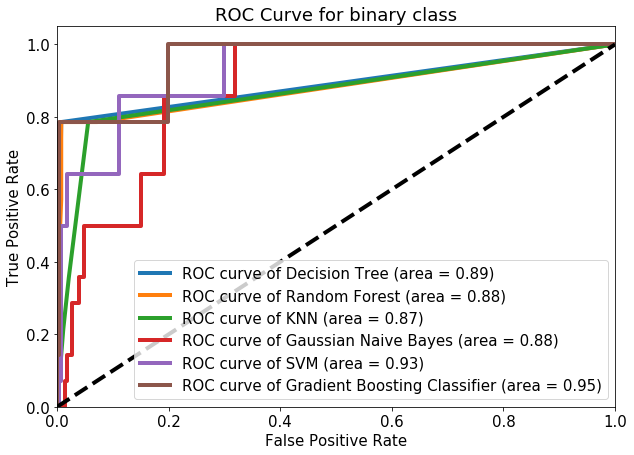 ROC Curve for binary class
True Positive Rate
1.0
0.8
0.6
0.4
0.2
0.0
ROC curve of Decision Tree (area = 0.89)
ROC curve of Random Forest (area = 0.88)
ROC curve of KNN (area = 0.87)
ROC curve of Gaussian Naive Bayes (area = 0.88)
ROC curve of SVM (area = 0.93)
ROC curve of Gradient Boosting Classifier (area = 0.95)
0.0 0.2 0.4 0.6 0.8 1.0
False Positive Rate